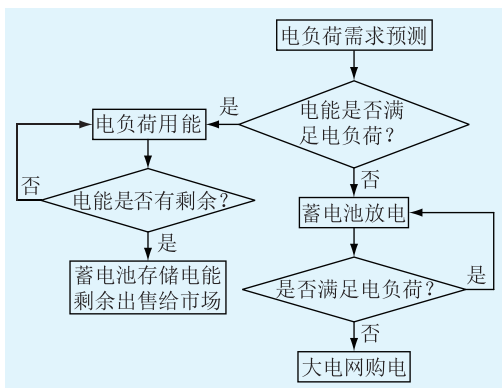 电负荷需求预测
电能是否满
足电负荷?
是
电负荷用能
否
电能是否有剩余?
是
蓄电池存储电能
剩余出售给市场
否
蓄电池放电
是否满足电负荷?
是
否
大电网购电